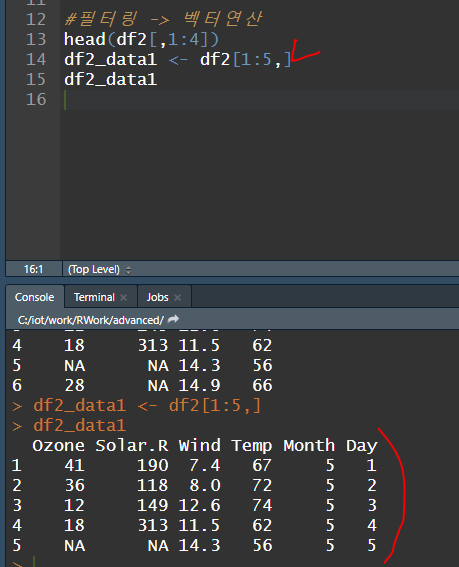 11
12 #필터링 -> 벡터연산
13 head(df2[,1:4])
14 df2_data1 <- df2[1:5,]
15 df2_data1
16
16:1 (Top Level)
Console Terminal × Jobs ×
C:/iot/work/RWork/advanced/
4 18 313 11.5 62
5 NA NA 14.3 56
6 28 NA 14.9 66
> df2_data1 <- df2[1:5,]
> df2_data1
Ozone Solar.R Wind Temp Month Day
1 41 190 7.4 67 5 1
2 36 118 8.0 72 5 2
3 12 149 12.6 74 5 3
4 18 313 11.5 62 5 4
5 NA NA 14.3 56 5 5
>